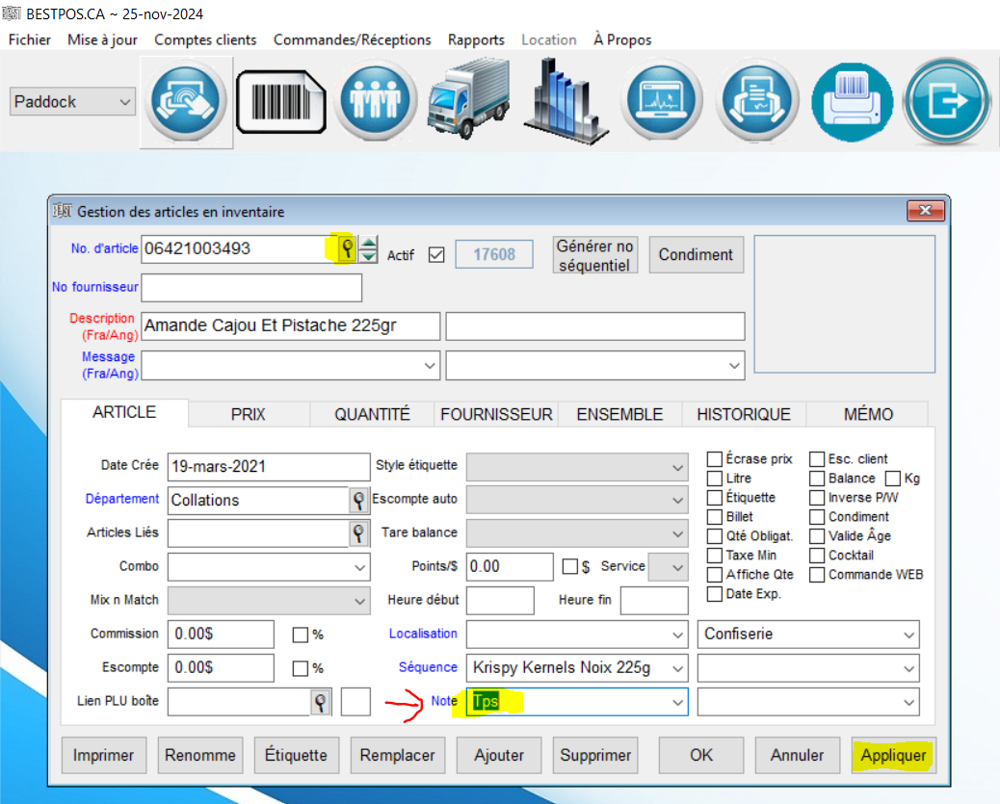 BESTPOS.CA ~ 25-nov-2024
Fichier Mise à jour Comptes clients Commandes/Réceptions Rapports Location À Propos
Paddock
Gestion des articles en inventaire
No. d'article 06421003493 Actif 17608 Générer no séquentiel Condiment
No fournisseur
Description (Fra/Ang) Amande Cajou Et Pistache 225gr
Message (Fra/Ang)
ARTICLE PRIX QUANTITÉ FOURNISSEUR ENSEMBLE HISTORIQUE MÉMO
Date Crée 19-mars-2021 Style étiquette Écrase prix Esc. client
Litre Balance Kg
Département Collations Escompte auto Étiquette Inverse P/W
Billet Condiment
Articles Liés Tare balance Qté Obligat. Valide Âge
Taxe Min Cocktail
Combo Points/$ 0.00 $ Service Affiche Qte Commande WEB
Date Exp.
Mix n Match Heure début Heure fin
Commission 0.00$ % Localisation Confiserie
Escompte 0.00$ % Séquence Krispy Kernels Noix 225g
Lien PLU boîte Note Tps
Imprimer Renomme Étiquette Remplacer Ajouter Supprimer OK Annuler Appliquer